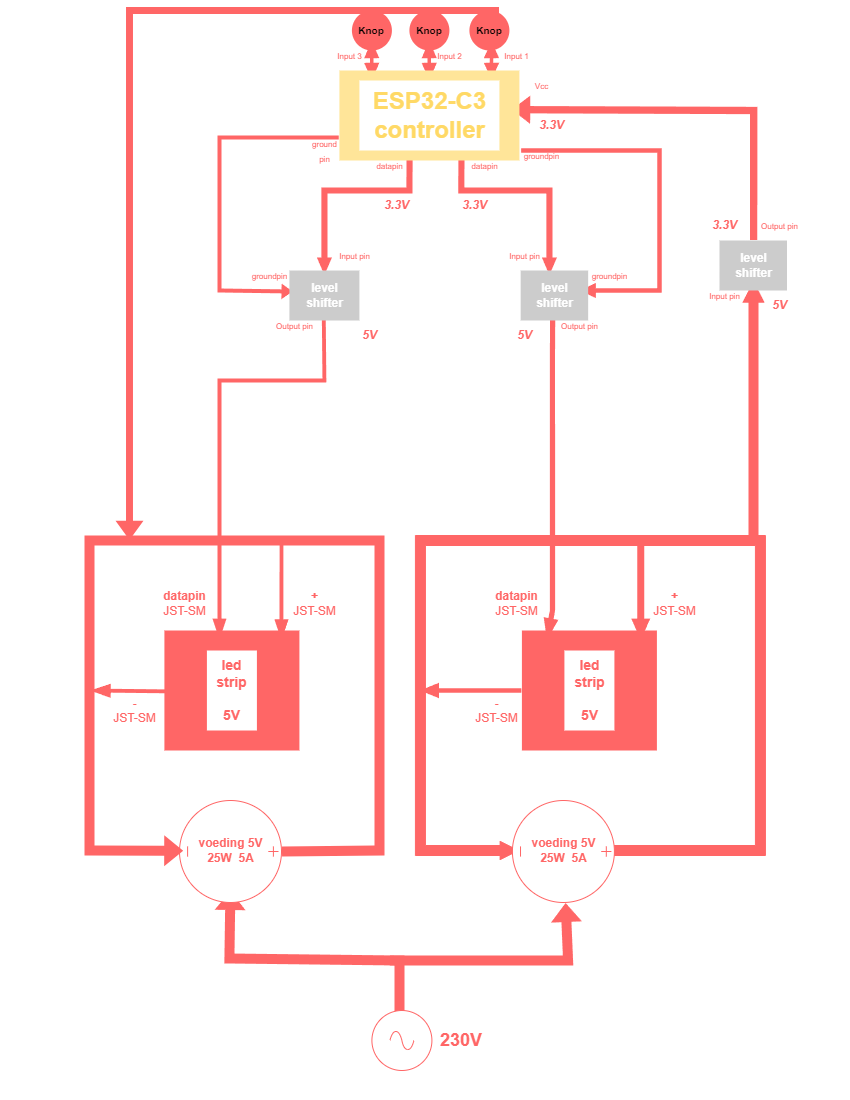 Knop
Knop
Knop
Input 3
Input 2
Input 1
ESP32-C3
controller
Vcc
3.3V
ground
pin
datapin
datapin
groundpin
3.3V
3.3V
3.3V
Output pin
level
shifter
Input pin
5V
Input pin
Input pin
groundpin
groundpin
level
shifter
level
shifter
Output pin
5V
5V
Output pin
datapin
JST-SM
+
JST-SM
datapin
JST-SM
+
JST-SM
led
strip
5V
led
strip
5V
-
JST-SM
-
JST-SM
voeding 5V
25W 5A
| +
voeding 5V
25W 5A
| +
230V